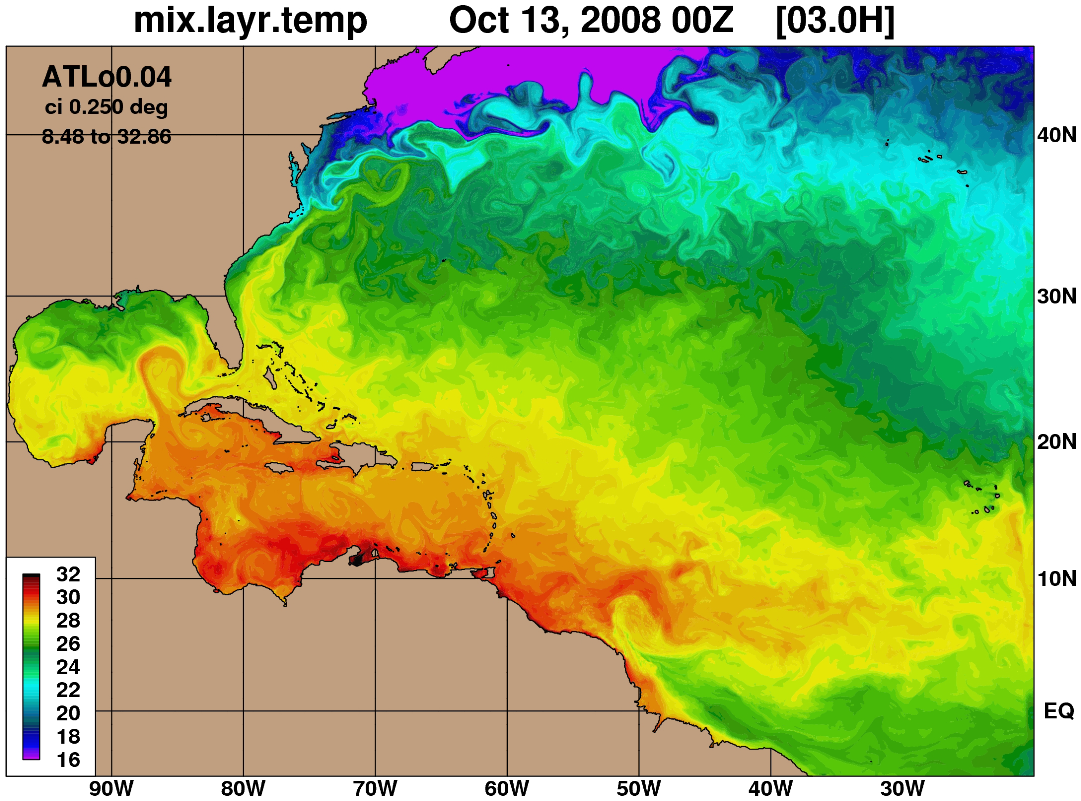 mix.layr.temp Oct 13, 2008 00Z [03.0H]
ATLo0.04
ci 0.250 deg
8.48 to 32.86
40N
30N
20N
10N
EQ
32
30
28
26
24
22
20
18
16
90W 80W 70W 60W 50W 40W 30W